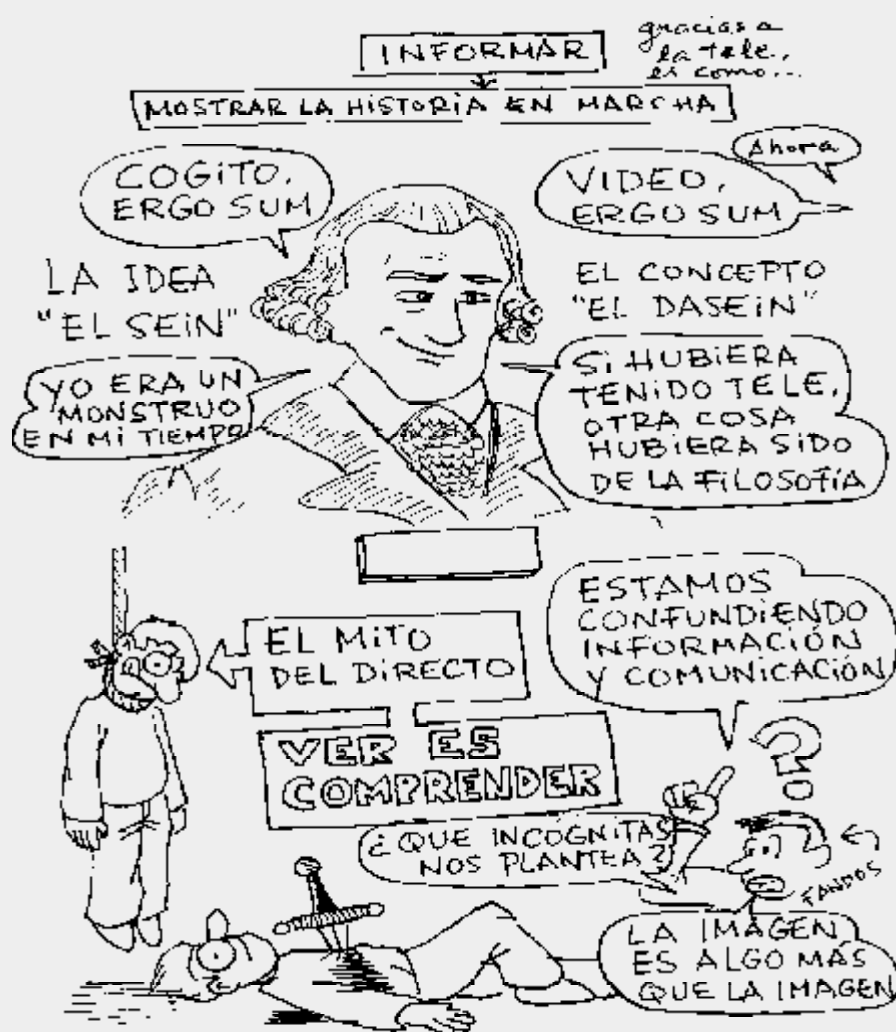 INFORMAR
gracias a
la tele,
es como...
MOSTRAR LA HISTORIA EN MARCHA
COGITO,
ERGO SUM
Ahora
VIDEO,
ERGO SUM
LA IDEA
"EL SEIN"
EL CONCEPTO
"EL DASEIN"
YO ERA UN
MONSTRUO
EN MI TIEMPO
SI HUBIERA
TENIDO TELE,
OTRA COSA
HUBIERA SIDO
DE LA FILOSOFÍA
EL MITO
DEL DIRECTO
ESTAMOS
CONFUNDIENDO
INFORMACIÓN
Y COMUNICACIÓN
VER ES
COMPRENDER
?
¿QUE INCOGNITAS
NOS PLANTEA?
FANDOS
LA IMAGEN
ES ALGO MÁS
QUE LA IMAGEN